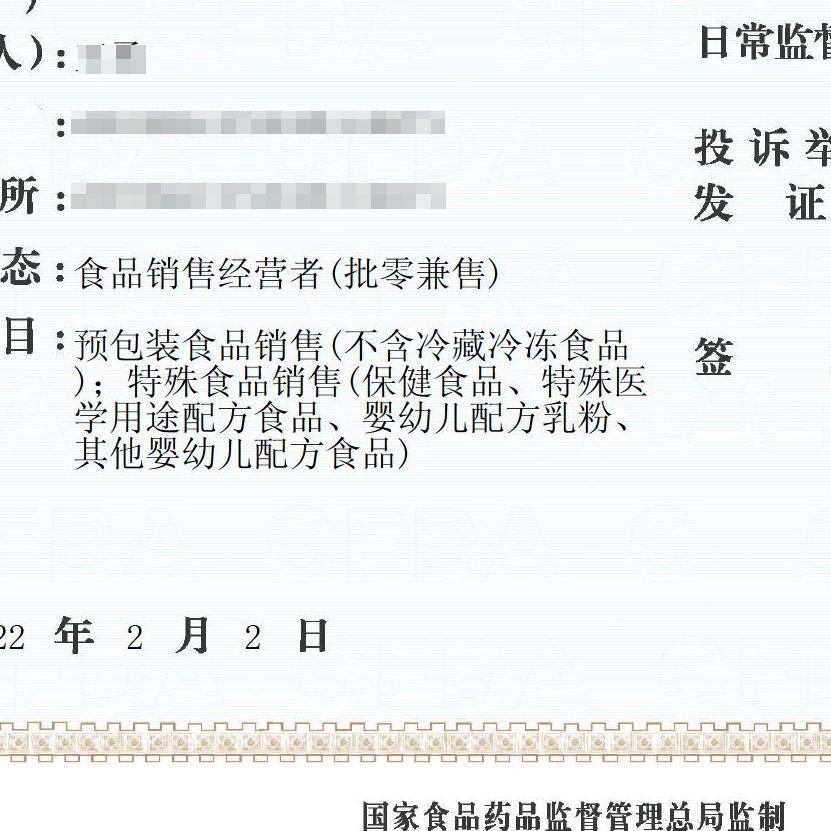 人）：
日常监督
：
投诉举
所：
发 证
态：食品销售经营者(批零兼售)
目：预包装食品销售(不含冷藏冷冻食品
)；特殊食品销售(保健食品、特殊医
学用途配方食品、婴幼儿配方乳粉、
其他婴幼儿配方食品)
签
22 年 2 月 2 日
国家食品药品监督管理总局监制